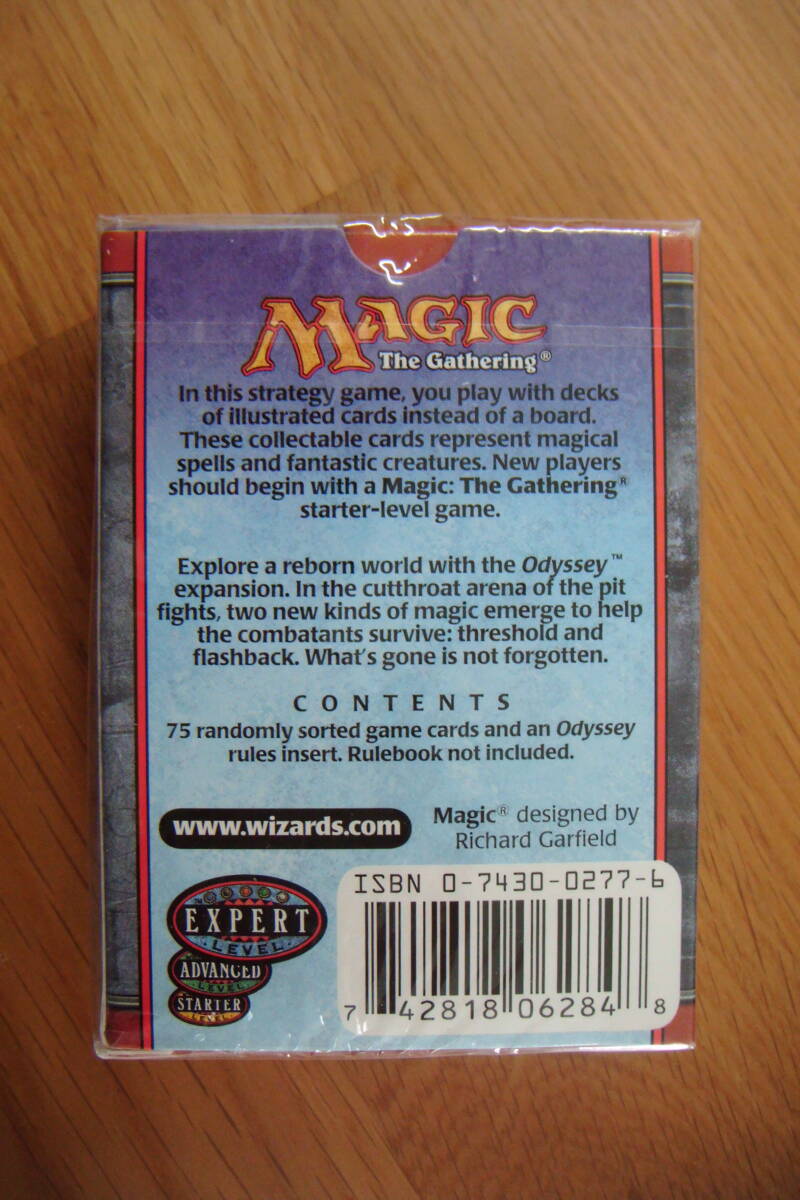 MAGIC
The Gathering®
In this strategy game, you play with decks
of illustrated cards instead of a board.
These collectable cards represent magical
spells and fantastic creatures. New players
should begin with a Magic: The Gathering®
starter-level game.
Explore a reborn world with the Odyssey™
expansion. In the cutthroat arena of the pit
fights, two new kinds of magic emerge to help
the combatants survive: threshold and
flashback. What's gone is not forgotten.
CONTENTS
75 randomly sorted game cards and an Odyssey
rules insert. Rulebook not included.
www.wizards.com
Magic® designed by
Richard Garfield
EXPERT
LEVEL
ADVANCED
LEVEL
STARTER
LEVEL
ISBN 0-7430-0277-6
7 42818 06284 8